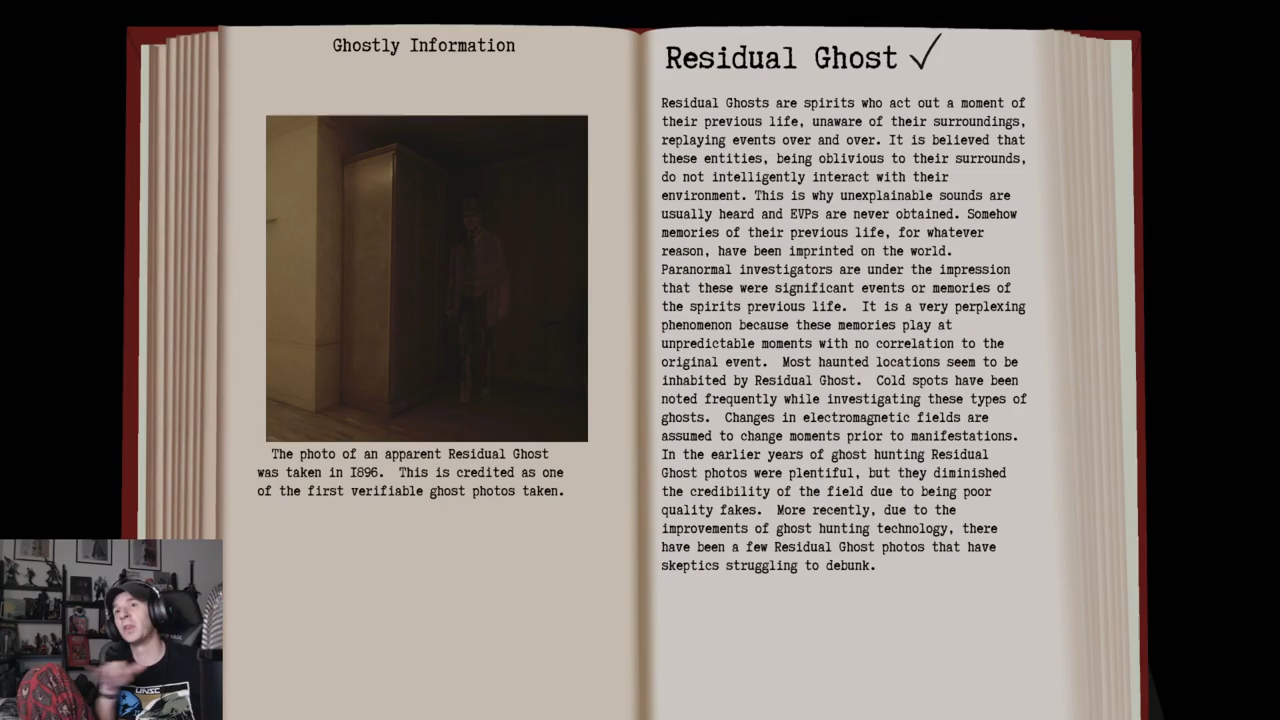 Ghostly Information
The photo of an apparent Residual Ghost
was taken in 1896.  This is credited as one
of the first verifiable ghost photos taken.
Residual Ghost ✓
Residual Ghosts are spirits who act out a moment of
their previous life, unaware of their surroundings,
replaying events over and over. It is believed that
these entities, being oblivious to their surrounds,
do not intelligently interact with their
environment. This is why unexplainable sounds are
usually heard and EVPs are never obtained. Somehow
memories of their previous life, for whatever
reason, have been imprinted on the world.
Paranormal investigators are under the impression
that these were significant events or memories of
the spirits previous life.  It is a very perplexing
phenomenon because these memories play at
unpredictable moments with no correlation to the
original event.  Most haunted locations seem to be
inhabited by Residual Ghost.  Cold spots have been
noted frequently while investigating these types of
ghosts.  Changes in electromagnetic fields are
assumed to change moments prior to manifestations.
In the earlier years of ghost hunting Residual
Ghost photos were plentiful, but they diminished
the credibility of the field due to being poor
quality fakes.  More recently, due to the
improvements of ghost hunting technology, there
have been a few Residual Ghost photos that have
skeptics struggling to debunk.
UNSC